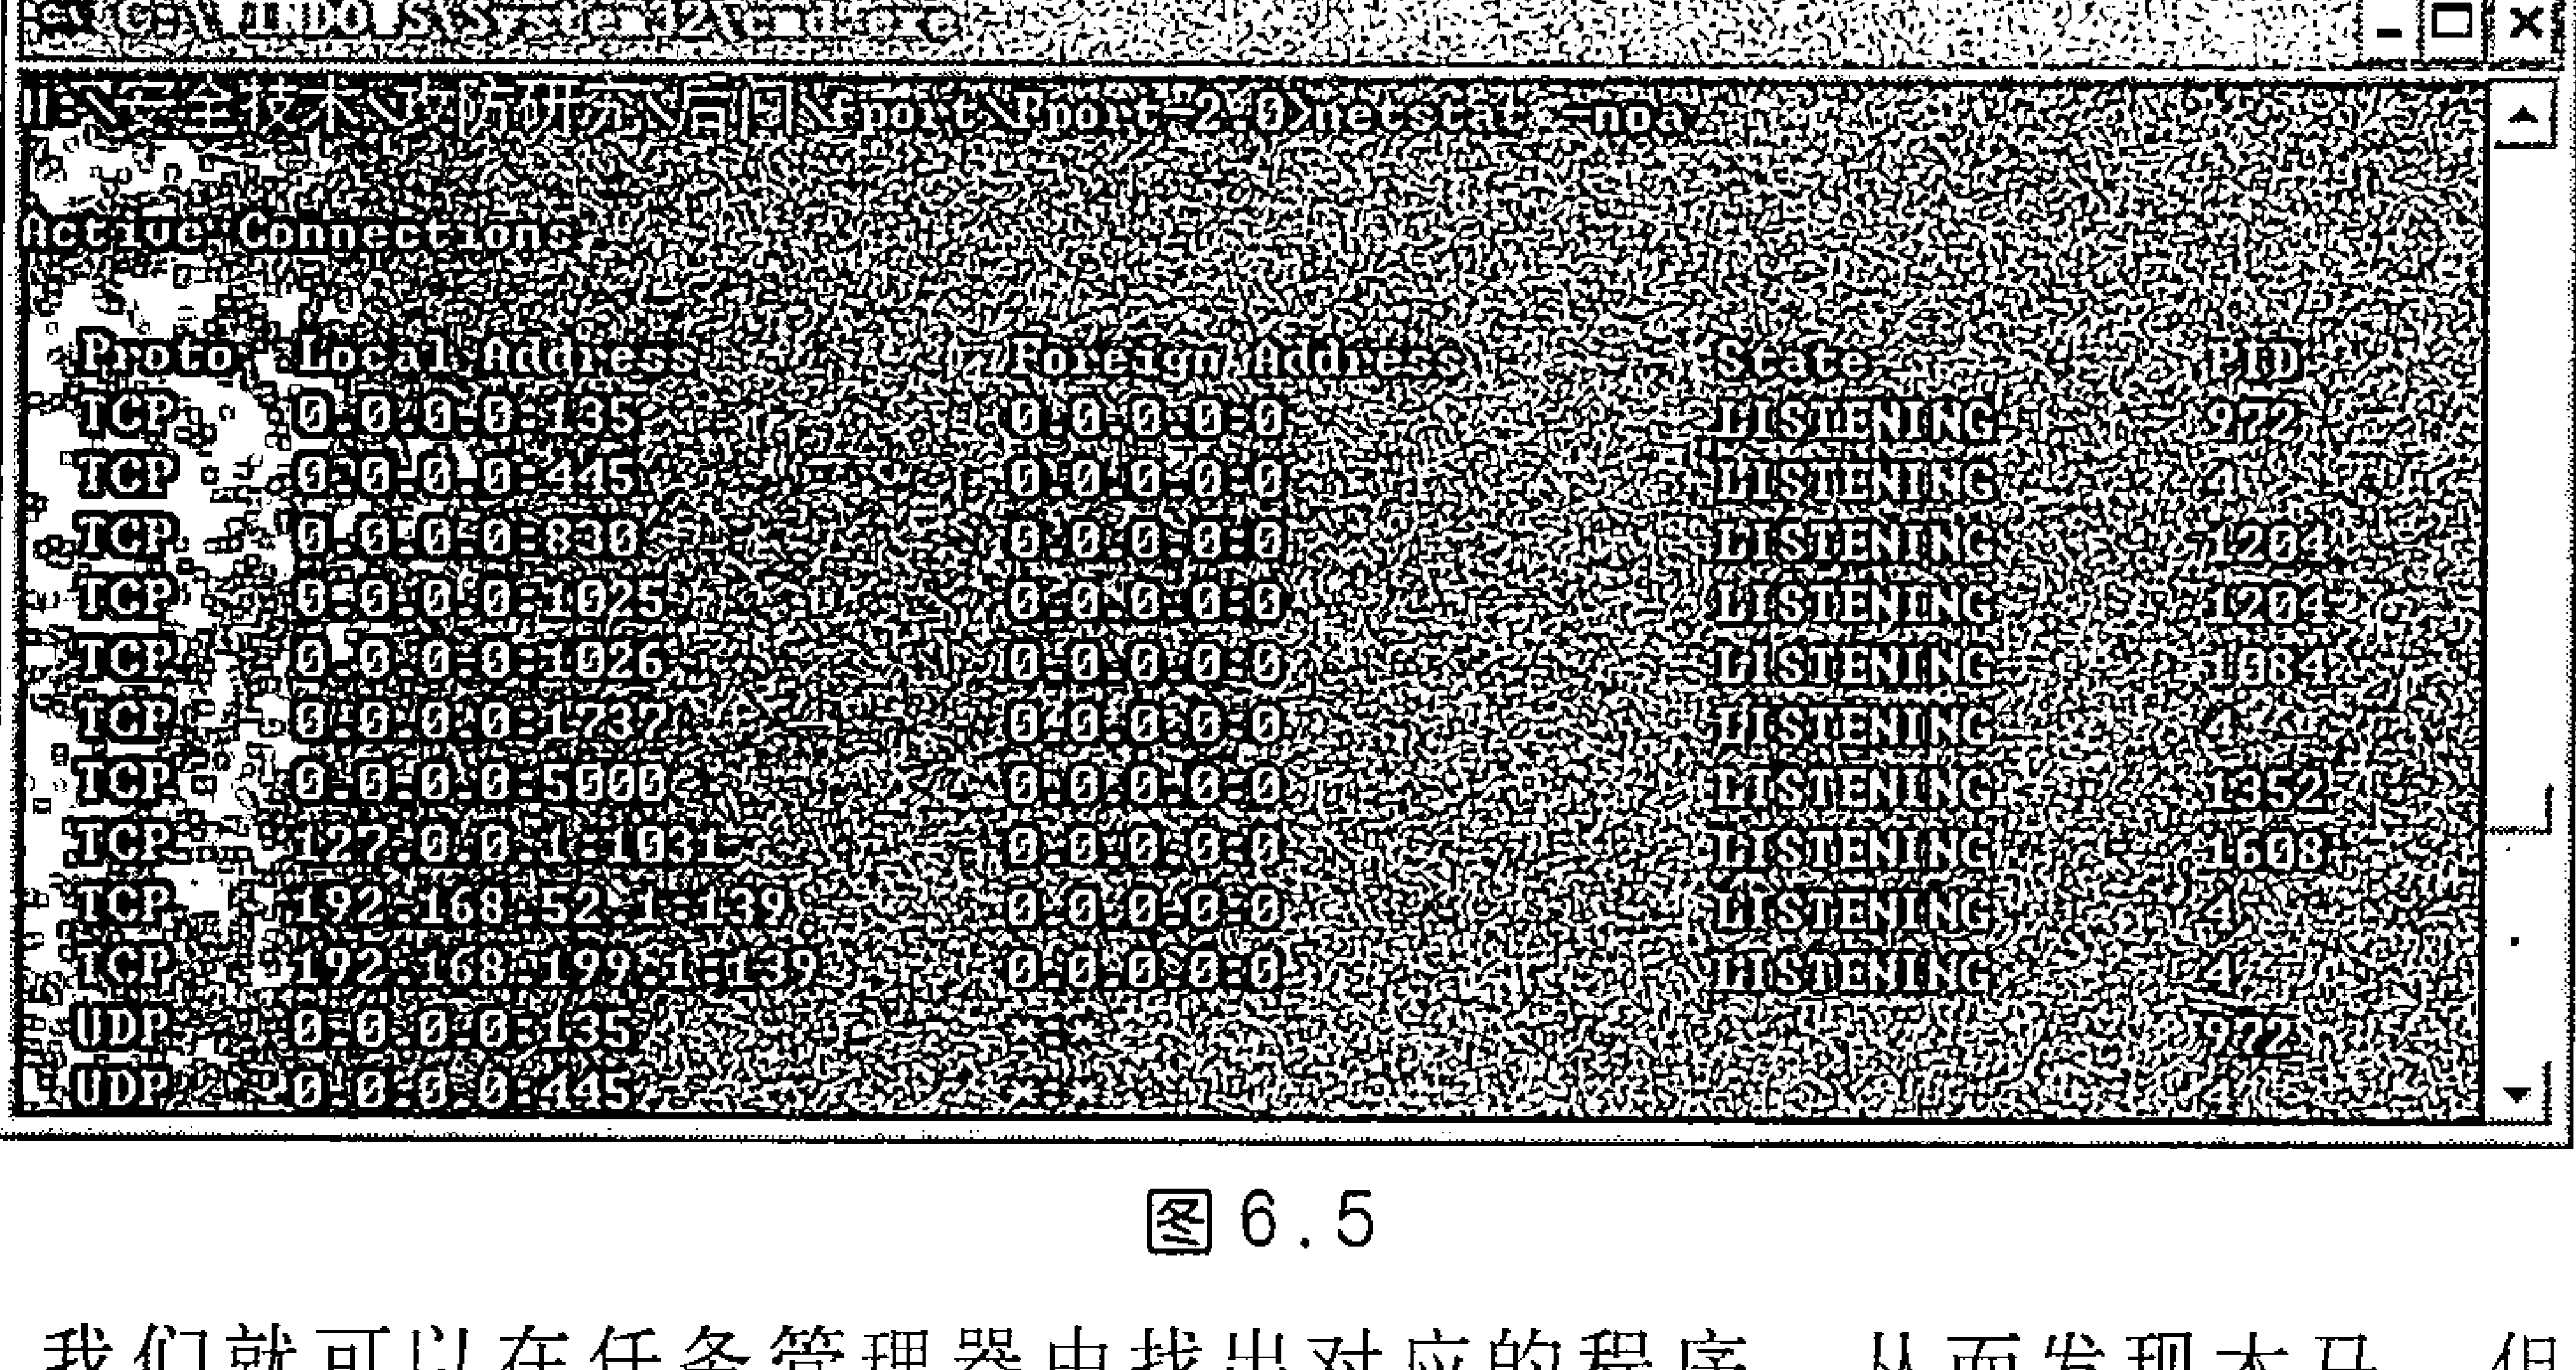 C:\WINDOWS\System32\cmd.exe
:\安全技术\攻防研究\后门\fport\Fport-2.0>netstat -noa
Active Connections
Proto Local Address Foreign Address State PID
TCP 0.0.0.0:135 0.0.0.0:0 LISTENING 972
TCP 0.0.0.0:445 0.0.0.0:0 LISTENING 4
TCP 0.0.0.0:830 0.0.0.0:0 LISTENING 1204
TCP 0.0.0.0:1025 0.0.0.0:0 LISTENING 1204
TCP 0.0.0.0:1026 0.0.0.0:0 LISTENING 1084
TCP 0.0.0.0:1737 0.0.0.0:0 LISTENING 4
TCP 0.0.0.0:5000 0.0.0.0:0 LISTENING 1352
TCP 127.0.0.1:1031 0.0.0.0:0 LISTENING 1608
TCP 192.168.52.1:139 0.0.0.0:0 LISTENING 4
TCP 192.168.199.1:139 0.0.0.0:0 LISTENING 4
UDP 0.0.0.0:135 *:* 972
UDP 0.0.0.0:445 *:* 4
图 6.5
我们就可以在任务管理器中找出对应的程序 从而发现木马 但